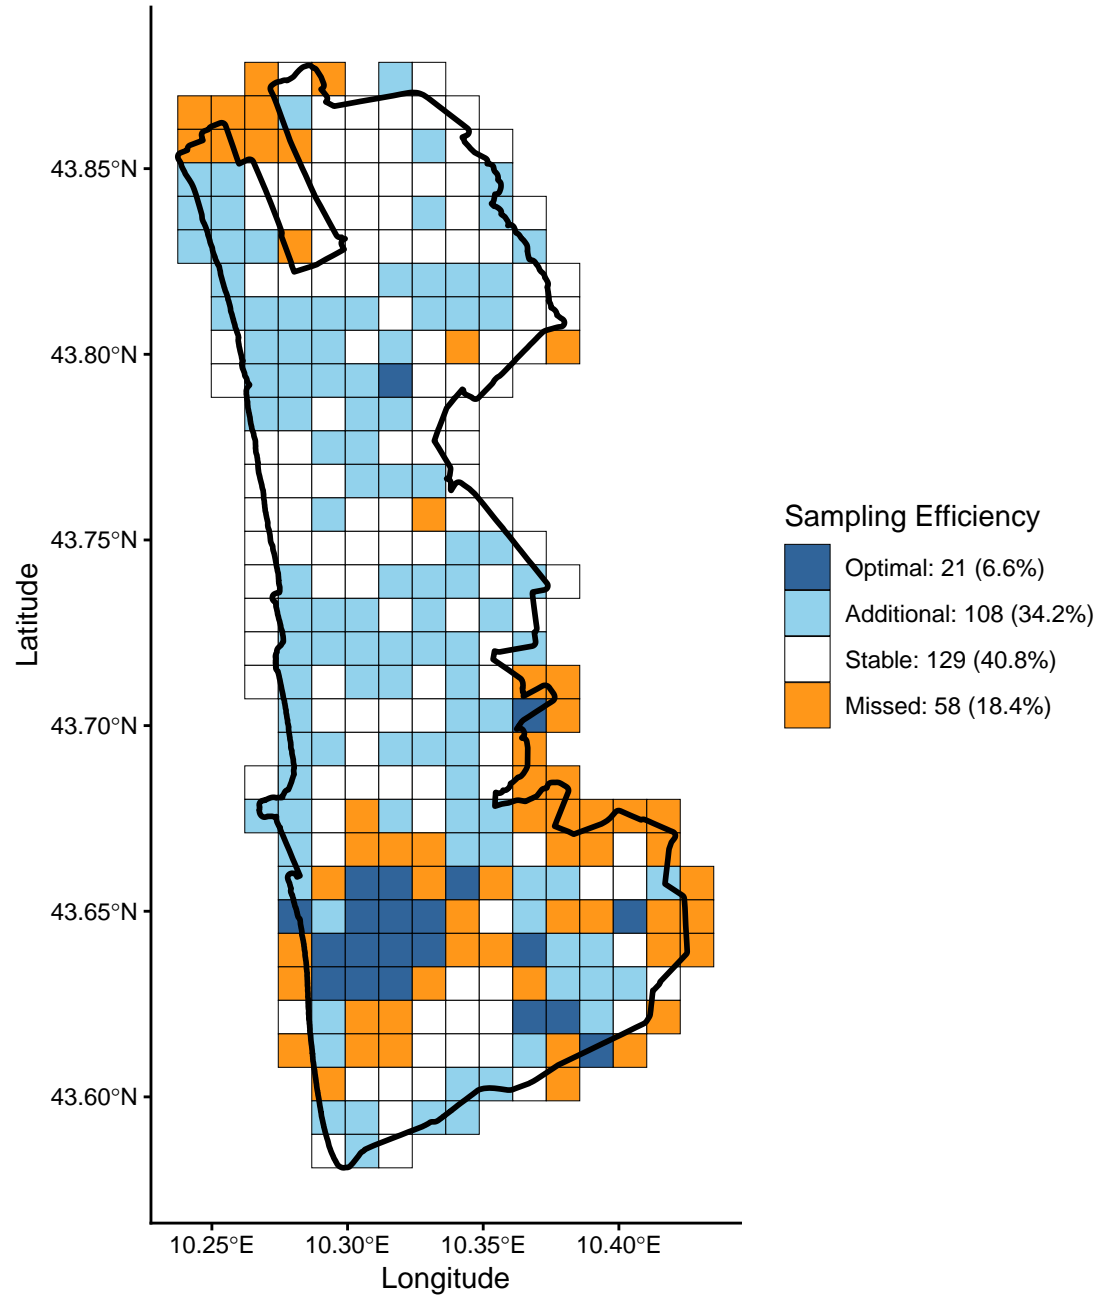 43.85°N
43.80°N
43.75°N
43.70°N
43.65°N
43.60°N
Latitude
10.25°E
10.30°E
10.35°E
10.40°E
Longitude
Sampling Efficiency
Optimal: 21 (6.6%)
Additional: 108 (34.2%)
Stable: 129 (40.8%)
Missed: 58 (18.4%)